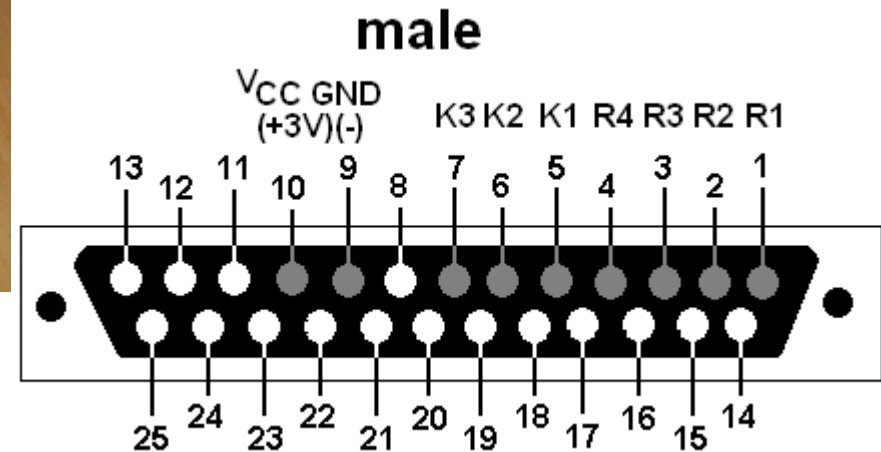 male
VCC GND
(+3V)(-) K3 K2 K1 R4 R3 R2 R1
13 12 11 10 9 8 7 6 5 4 3 2 1
25 24 23 22 21 20 19 18 17 16 15 14